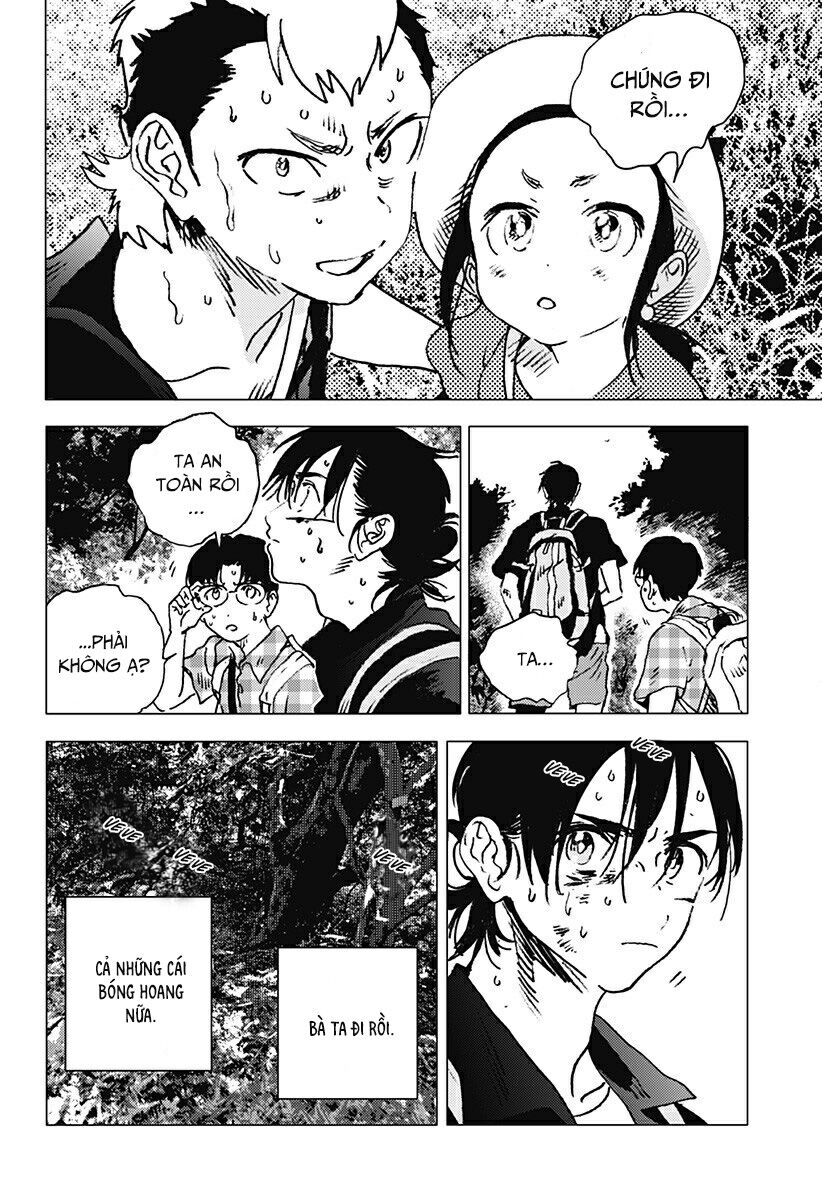 CHÚNG ĐI
RỒI...
TA...
TA AN
TOÀN RỒI
...
...PHẢI
KHÔNG Ạ?
VEVE
VEVE
VEVE
VEVE
VEVE
BÀ TA ĐI RỒI.
CẢ NHỮNG CÁI
BÓNG HOANG
NỮA.